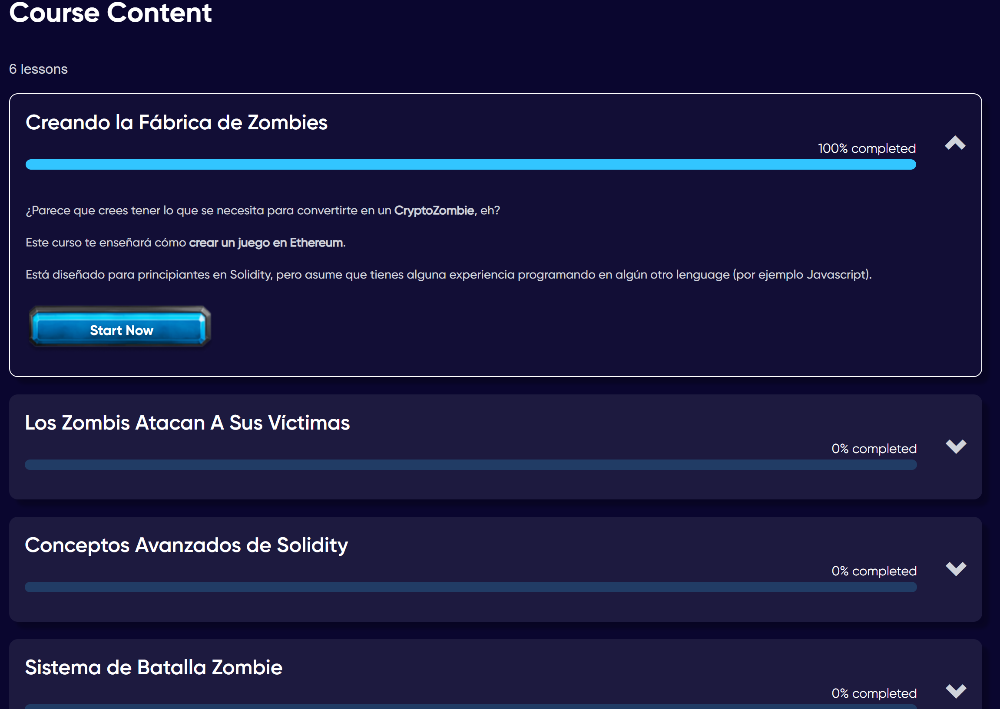 Course Content
6 lessons
Creando la Fábrica de Zombies
100% completed
¿Parece que crees tener lo que se necesita para convertirte en un CryptoZombie, eh?
Este curso te enseñará cómo crear un juego en Ethereum.
Está diseñado para principiantes en Solidity, pero asume que tienes alguna experiencia programando en algún otro lenguage (por ejemplo Javascript).
Start Now
Los Zombis Atacan A Sus Víctimas
0% completed
Conceptos Avanzados de Solidity
0% completed
Sistema de Batalla Zombie
0% completed